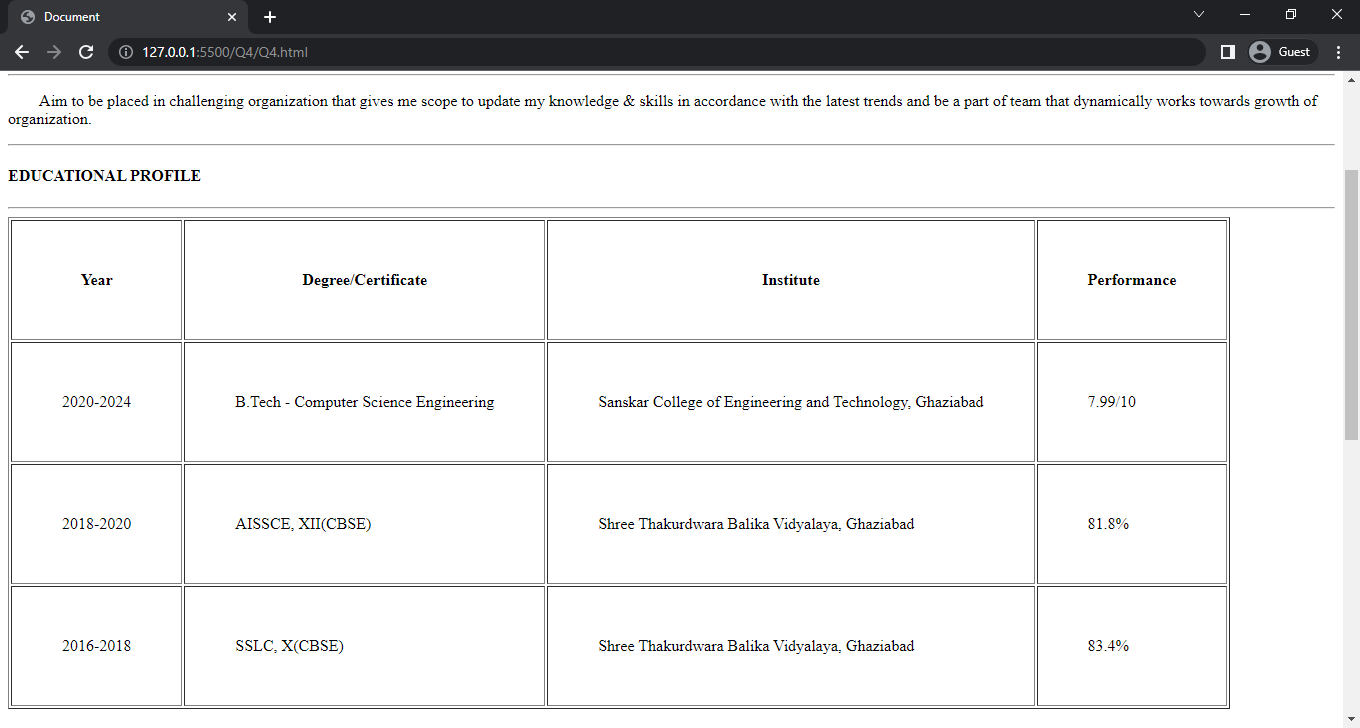 Document
127.0.0.1:5500/Q4/Q4.html
Guest
Aim to be placed in challenging organization that gives me scope to update my knowledge & skills in accordance with the latest trends and be a part of team that dynamically works towards growth of
organization.
EDUCATIONAL PROFILE
Year Degree/Certificate Institute Performance
2020-2024 B.Tech - Computer Science Engineering Sanskar College of Engineering and Technology, Ghaziabad 7.99/10
2018-2020 AISSCE, XII(CBSE) Shree Thakurdwara Balika Vidyalaya, Ghaziabad 81.8%
2016-2018 SSLC, X(CBSE) Shree Thakurdwara Balika Vidyalaya, Ghaziabad 83.4%